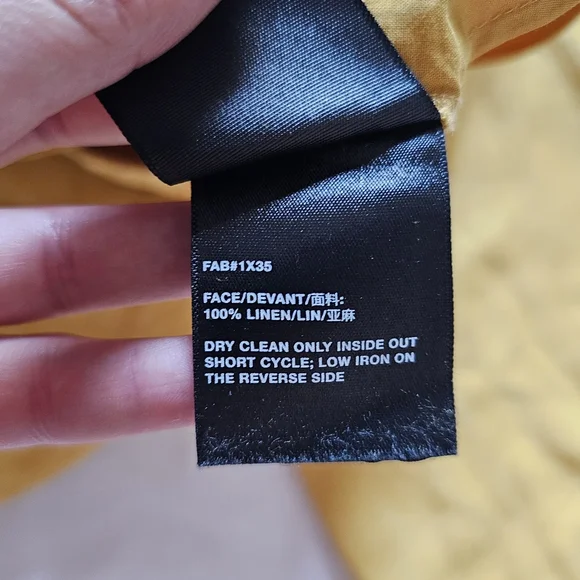 FAB#1X35
FACE/DEVANT/面料:
100% LINEN/LIN/亚麻
DRY CLEAN ONLY INSIDE OUT
SHORT CYCLE; LOW IRON ON
THE REVERSE SIDE